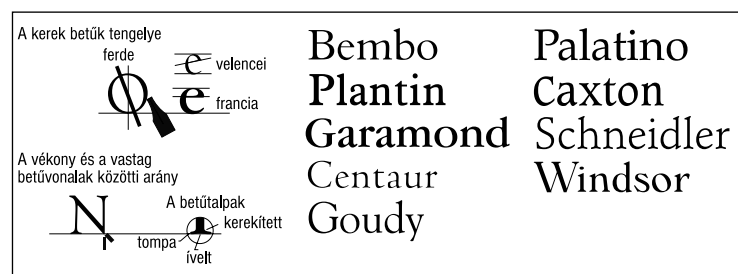 A kerek betűk tengelye
ferde
e velencei
O
e francia
A vékony és a vastag
betűvonalak közötti arány
N
A betűtalpak
kerekített
tompa
ívelt
Bembo
Plantin
Garamond
Centaur
Goudy
Palatino
Caxton
Schneidler
Windsor